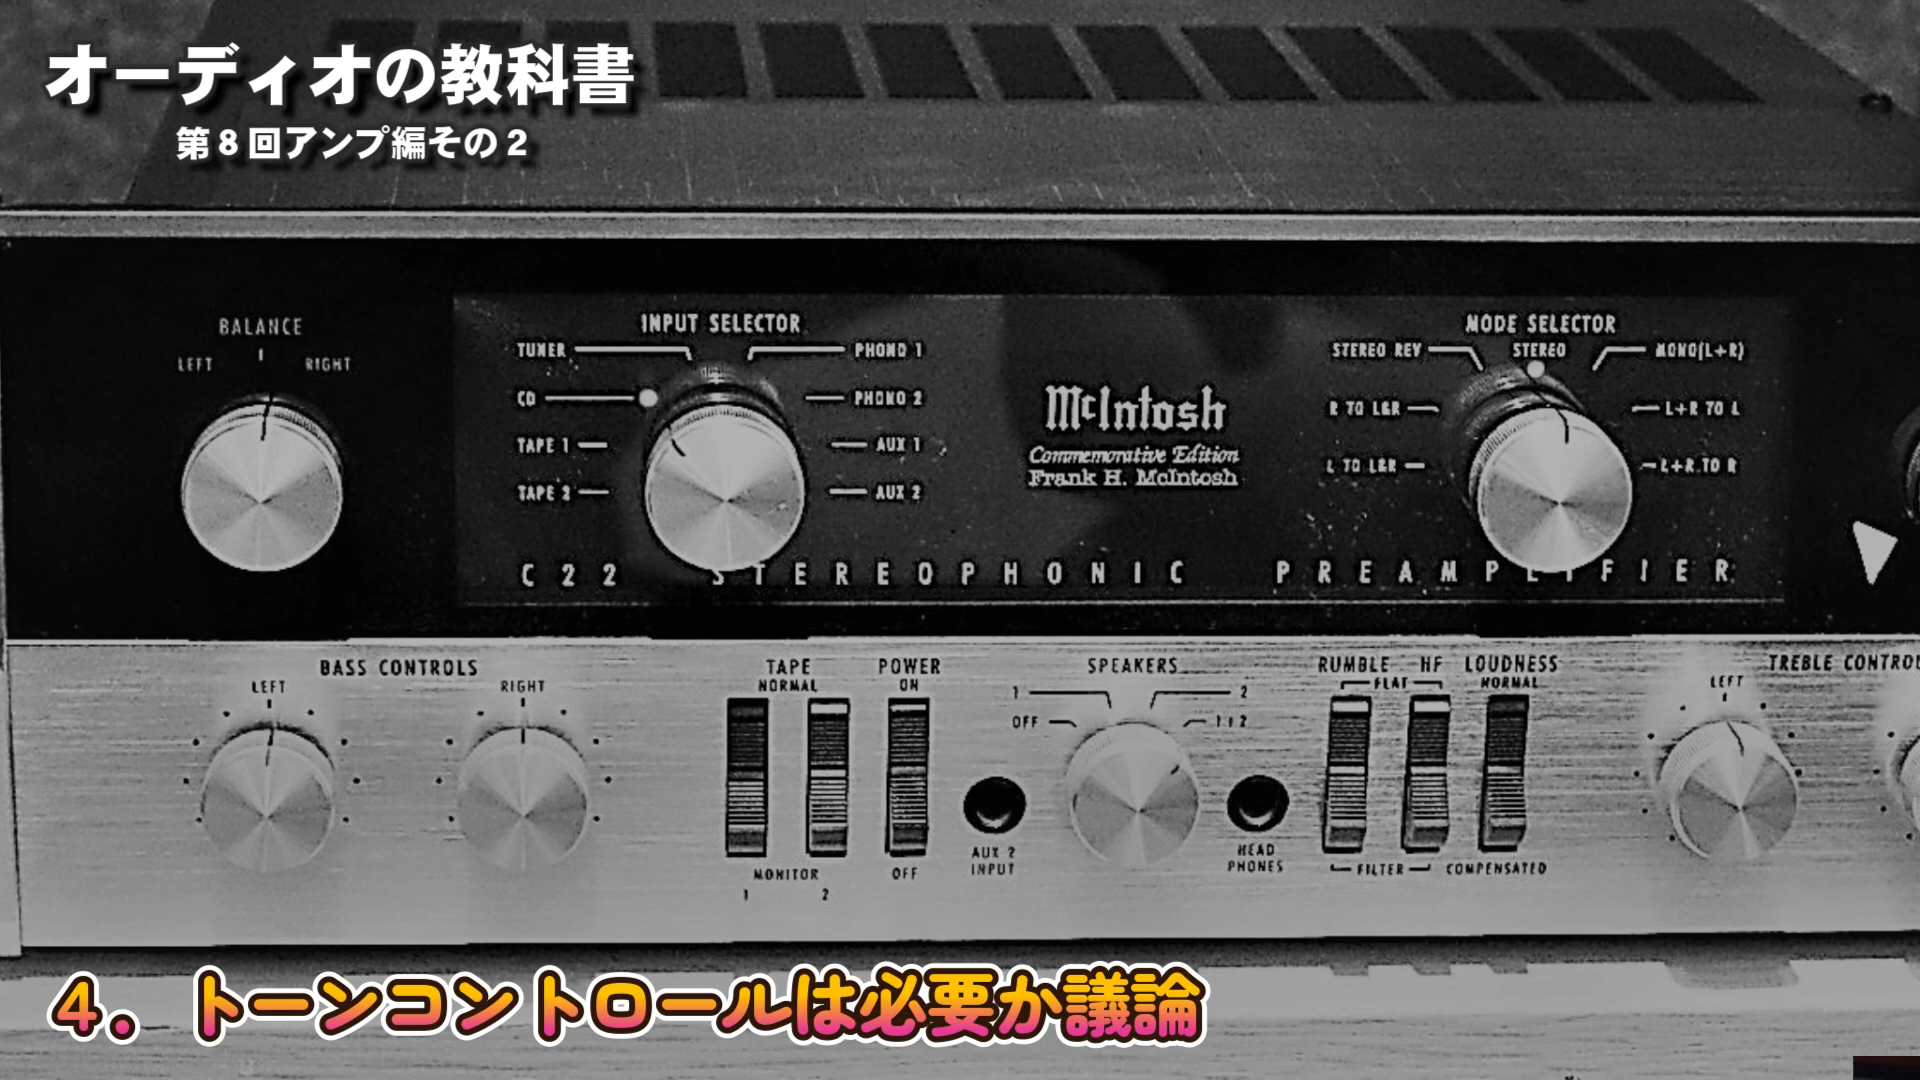 オーディオの教科書
第8回アンプ編その2
BALANCE
LEFT
RIGHT
INPUT SELECTOR
TUNER
PHONO 1
CD
PHONO 2
TAPE 1
AUX 1
TAPE 2
AUX 2
McIntosh
Commemorative Edition
Frank H. McIntosh
MODE SELECTOR
STEREO REV
STEREO
MONO(L+R)
R TO L&R
L+R TO L
L TO L&R
L+R TO R
C22 STEREOPHONIC PREAMPLIFIER
BASS CONTROLS
LEFT
RIGHT
TAPE
NORMAL
MONITOR
1
2
POWER
ON
OFF
AUX 2
INPUT
SPEAKERS
1
2
OFF
1+2
HEAD
PHONES
RUMBLE
HF
FLAT
FILTER
LOUDNESS
NORMAL
COMPENSATED
TREBLE CONTROL
LEFT
4．トーンコントロールは必要か議論